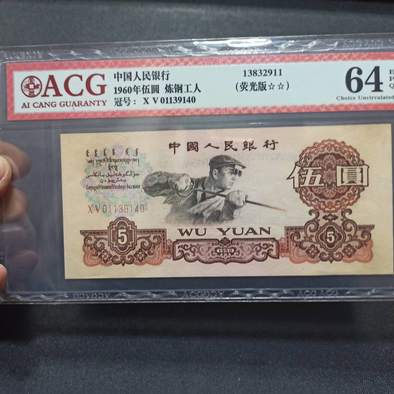 ACG
AI CANG GUARANTY
中国人民银行
1960年伍圆 炼钢工人
冠号: X V 01139140
13832911
(荧光版☆☆)
64
Choice Uncirculated
中國人民銀行
X V 01139140
伍圓
5
WU YUAN
5